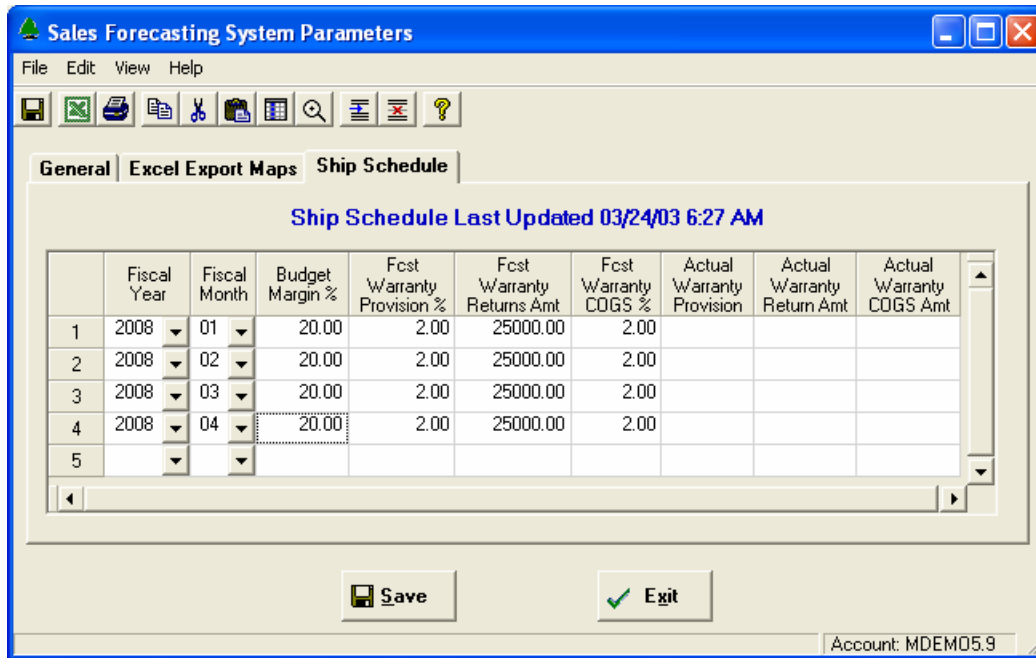 Sales Forecasting System Parameters
File Edit View Help
General Excel Export Maps Ship Schedule
Ship Schedule Last Updated 03/24/03 6:27 AM
Fiscal Year Fiscal Month Budget Margin % Fcst Warranty Provision % Fcst Warranty Returns Amt Fcst Warranty COGS % Actual Warranty Provision Actual Warranty Return Amt Actual Warranty COGS Amt
1 2008 01 20.00 2.00 25000.00 2.00
2 2008 02 20.00 2.00 25000.00 2.00
3 2008 03 20.00 2.00 25000.00 2.00
4 2008 04 20.00 2.00 25000.00 2.00
5
Save Exit
Account: MDEMO5.9